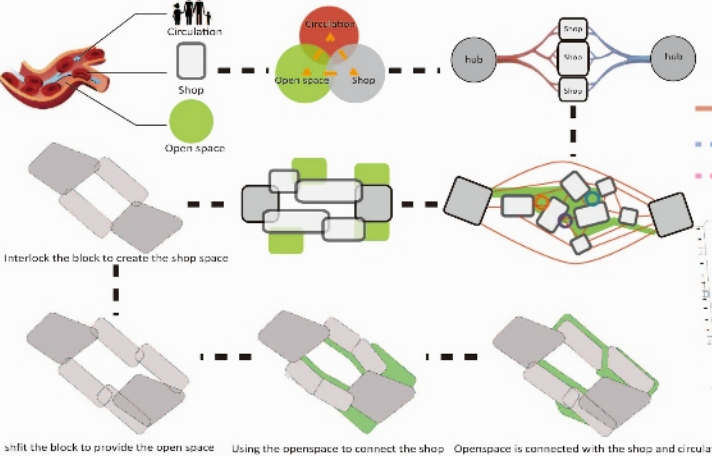 Circulation
Shop
Open space
Circulation
Open space
Shop
hub
Shop
Shop
Shop
hub
Interlock the block to create the shop space
shfit the block to provide the open space
Using the openspace to connect the shop
Openspace is connected with the shop and circula